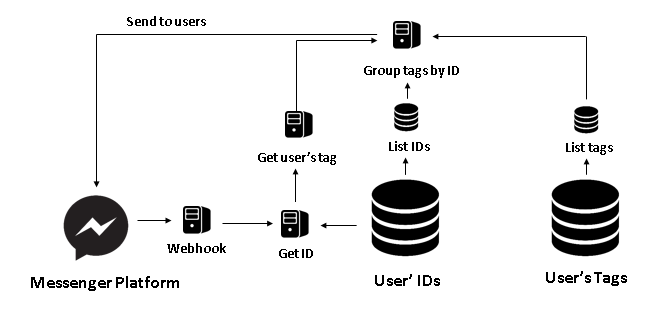 Send to users
Group tags by ID
List IDs
List tags
Get user's tag
Webhook
Get ID
Messenger Platform
User' IDs
User's Tags